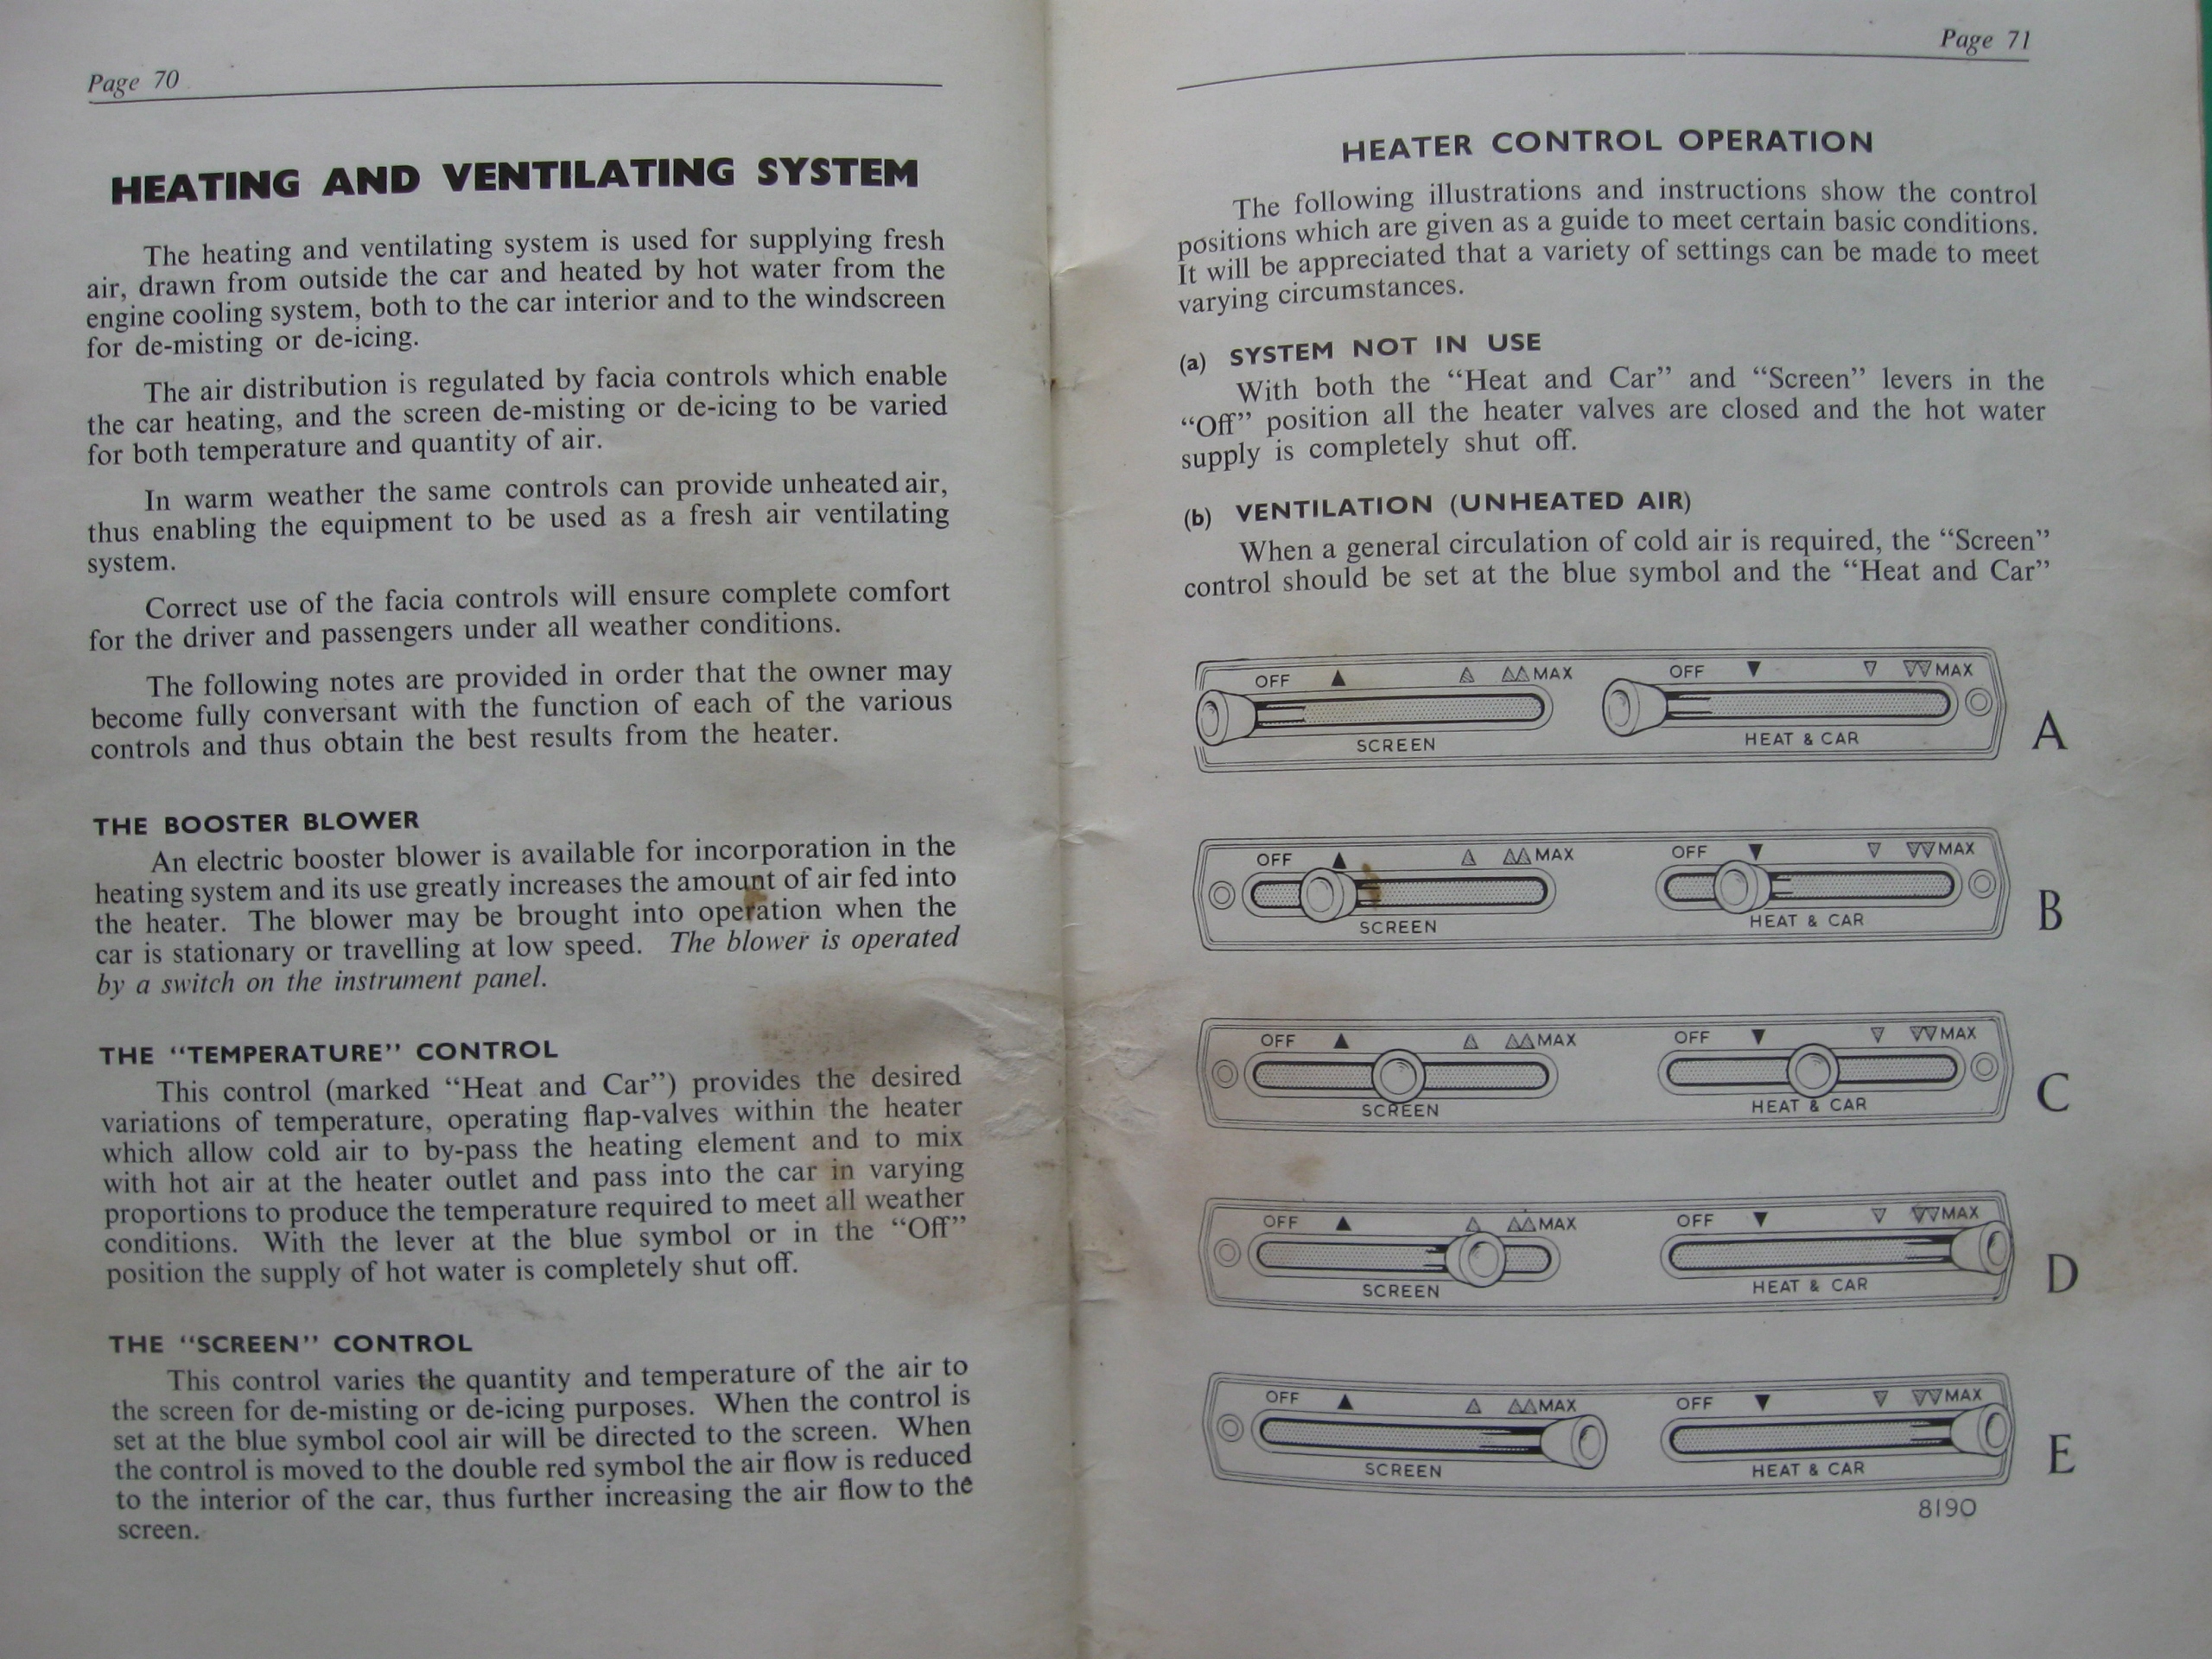 Page 70
HEATING AND VENTILATING SYSTEM
The heating and ventilating system is used for supplying fresh
air, drawn from outside the car and heated by hot water from the
engine cooling system, both to the car interior and to the windscreen
for de-misting or de-icing.
The air distribution is regulated by facia controls which enable
the car heating, and the screen de-misting or de-icing to be varied
for both temperature and quantity of air.
In warm weather the same controls can provide unheated air,
thus enabling the equipment to be used as a fresh air ventilating
system.
Correct use of the facia controls will ensure complete comfort
for the driver and passengers under all weather conditions.
The following notes are provided in order that the owner may
become fully conversant with the function of each of the various
controls and thus obtain the best results from the heater.
THE BOOSTER BLOWER
An electric booster blower is available for incorporation in the
heating system and its use greatly increases the amount of air fed into
the heater. The blower may be brought into operation when the
car is stationary or travelling at low speed. The blower is operated
by a switch on the instrument panel.
THE “TEMPERATURE” CONTROL
This control (marked “Heat and Car”) provides the desired
variations of temperature, operating flap-valves within the heater
which allow cold air to by-pass the heating element and to mix
with hot air at the heater outlet and pass into the car in varying
proportions to produce the temperature required to meet all weather
conditions. With the lever at the blue symbol or in the “Off”
position the supply of hot water is completely shut off.
THE “SCREEN” CONTROL
This control varies the quantity and temperature of the air to
the screen for de-misting or de-icing purposes. When the control is
set at the blue symbol cool air will be directed to the screen. When
the control is moved to the double red symbol the air flow is reduced
to the interior of the car, thus further increasing the air flow to the
screen.
Page 71
HEATER CONTROL OPERATION
The following illustrations and instructions show the control
positions which are given as a guide to meet certain basic conditions.
It will be appreciated that a variety of settings can be made to meet
varying circumstances.
(a) SYSTEM NOT IN USE
With both the “Heat and Car” and “Screen” levers in the
“Off” position all the heater valves are closed and the hot water
supply is completely shut off.
(b) VENTILATION (UNHEATED AIR)
When a general circulation of cold air is required, the “Screen”
control should be set at the blue symbol and the “Heat and Car”
OFF MAX OFF MAX
SCREEN HEAT & CAR
A
OFF MAX OFF MAX
SCREEN HEAT & CAR
B
OFF MAX OFF MAX
SCREEN HEAT & CAR
C
OFF MAX OFF MAX
SCREEN HEAT & CAR
D
OFF MAX OFF MAX
SCREEN HEAT & CAR
E
8190